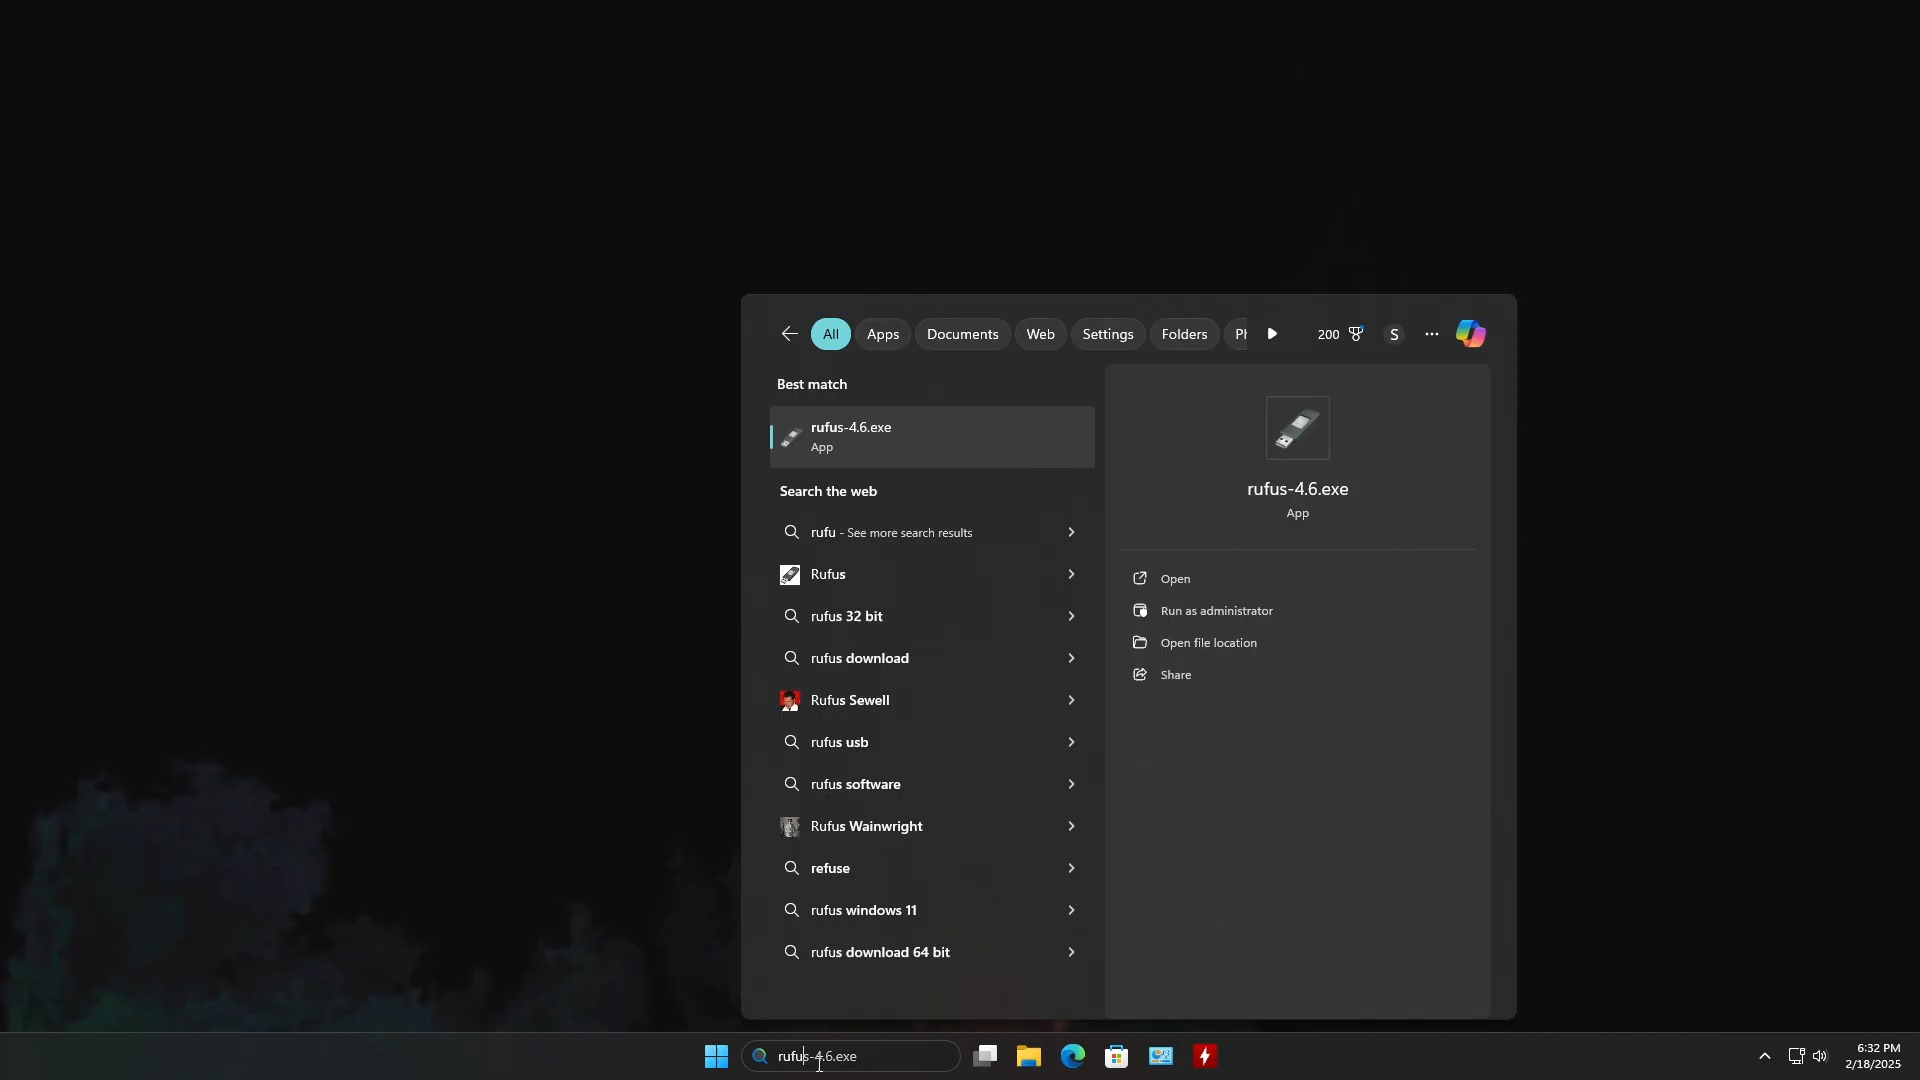 All
Apps
Documents
Web
Settings
Folders
200
S
Best match
rufus-4.6.exe
App
Search the web
rufu - See more search results
Rufus
rufus 32 bit
rufus download
Rufus Sewell
rufus usb
rufus software
Rufus Wainwright
refuse
rufus windows 11
rufus download 64 bit
rufus-4.6.exe
App
Open
Run as administrator
Open file location
Share
rufus-4.6.exe
6:32 PM
2/18/2025